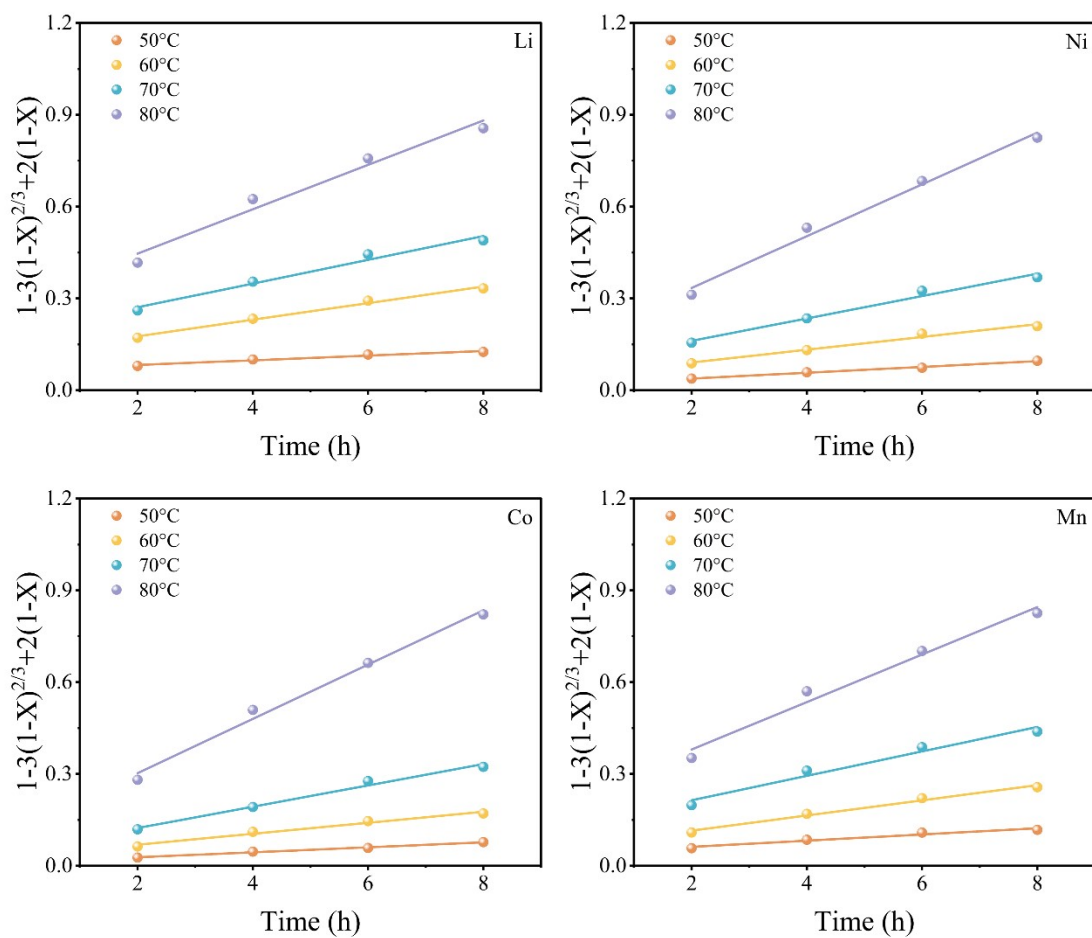 1.2
50°C
Li
60°C
70°C
0.9
80°C
0.6
0.3
0.0
2 4 6 8
Time (h)
1-3(1-X)^{2/3}+2(1-X)
1.2
50°C
Ni
60°C
70°C
0.9
80°C
0.6
0.3
0.0
2 4 6 8
Time (h)
1-3(1-X)^{2/3}+2(1-X)
1.2
50°C
Co
60°C
70°C
0.9
80°C
0.6
0.3
0.0
2 4 6 8
Time (h)
1-3(1-X)^{2/3}+2(1-X)
1.2
50°C
Mn
60°C
70°C
0.9
80°C
0.6
0.3
0.0
2 4 6 8
Time (h)
1-3(1-X)^{2/3}+2(1-X)